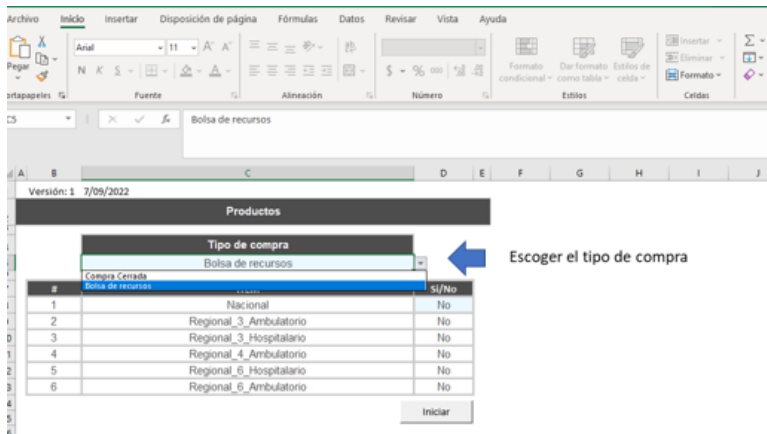 Archivo Inicio Insertar Disposición de página Fórmulas Datos Revisar Vista Ayuda
Pegar
Arial 11 A A
N K S A
$ % 000
Formato condicional
Dar formato como tabla
Estilos de celda
Insertar
Eliminar
Formato
Fuente Alineación Número Estilos Celdas
C5 fx Bolsa de recursos
A B C D E F G H I J
Versión: 1 7/09/2022
Productos
Tipo de compra
Bolsa de recursos
Escoger el tipo de compra
Compra Cerrada
Bolsa de recursos
# Si/No
1 Nacional No
2 Regional_3_Ambulatorio No
3 Regional_3_Hospitalario No
4 Regional_4_Ambulatorio No
5 Regional_6_Hospitalario No
6 Regional_6_Ambulatorio No
Iniciar